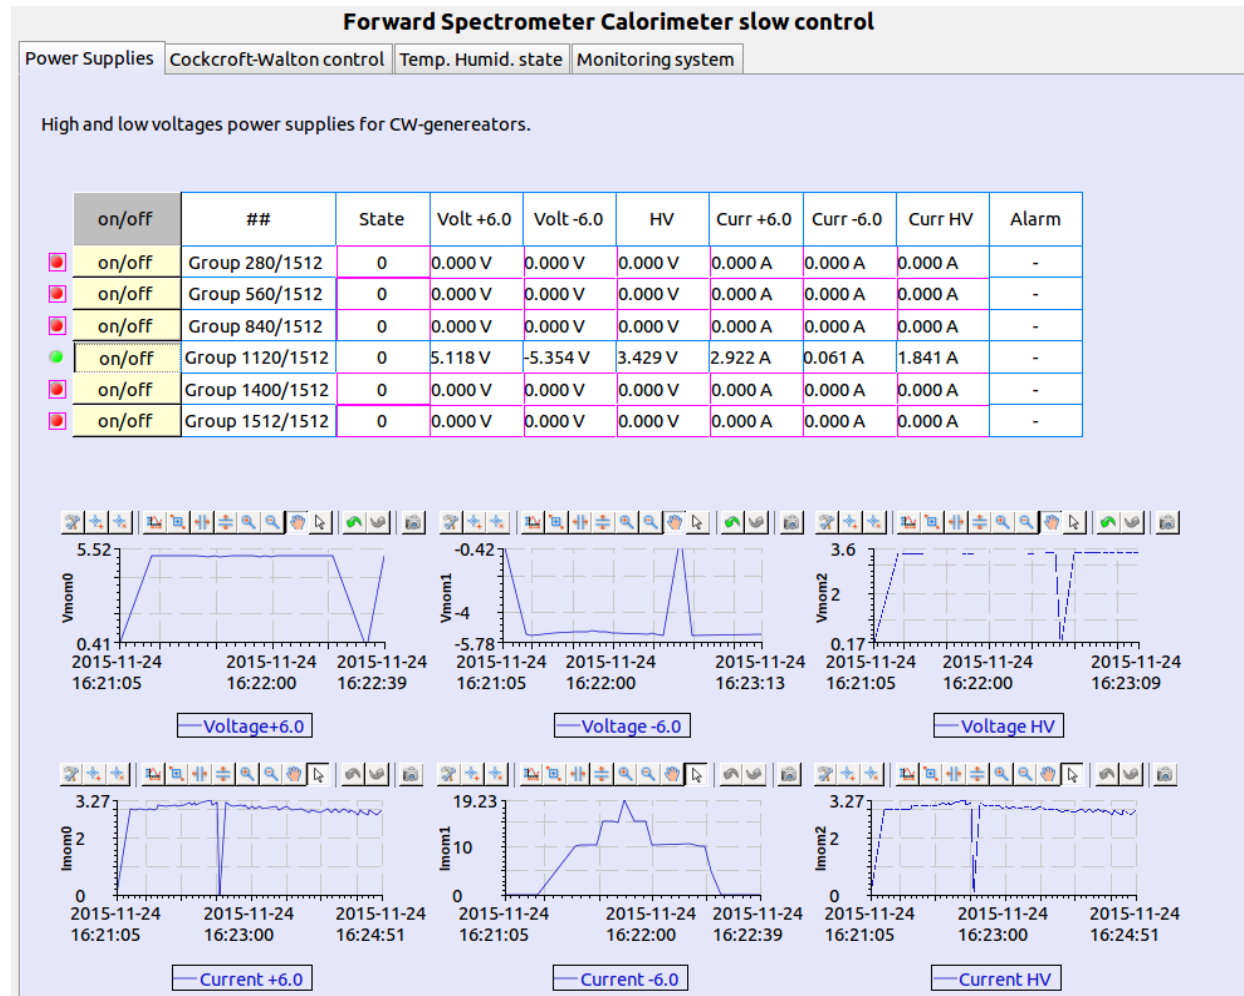 Forward Spectrometer Calorimeter slow control
Power Supplies Cockcroft-Walton control Temp. Humid. state Monitoring system
High and low voltages power supplies for CW-genereators.
on/off ## State Volt +6.0 Volt -6.0 HV Curr +6.0 Curr -6.0 Curr HV Alarm
on/off Group 280/1512 0 0.000 V 0.000 V 0.000 V 0.000 A 0.000 A 0.000 A -
on/off Group 560/1512 0 0.000 V 0.000 V 0.000 V 0.000 A 0.000 A 0.000 A -
on/off Group 840/1512 0 0.000 V 0.000 V 0.000 V 0.000 A 0.000 A 0.000 A -
on/off Group 1120/1512 0 5.118 V -5.354 V 3.429 V 2.922 A 0.061 A 1.841 A -
on/off Group 1400/1512 0 0.000 V 0.000 V 0.000 V 0.000 A 0.000 A 0.000 A -
on/off Group 1512/1512 0 0.000 V 0.000 V 0.000 V 0.000 A 0.000 A 0.000 A -
5.52
Vmom0
0.41
2015-11-24 2015-11-24 2015-11-24
16:21:05 16:22:00 16:22:39
Voltage+6.0
-0.42
Vmom1
-4
-5.78
2015-11-24 2015-11-24 2015-11-24
16:21:05 16:22:00 16:23:13
Voltage -6.0
3.6
Vmom2
2
0.17
2015-11-24 2015-11-24 2015-11-24
16:21:05 16:22:00 16:23:09
Voltage HV
3.27
Imom0
2
0
2015-11-24 2015-11-24 2015-11-24
16:21:05 16:23:00 16:24:51
Current +6.0
19.23
Imom1
10
0
2015-11-24 2015-11-24 2015-11-24
16:21:05 16:22:00 16:22:39
Current -6.0
3.27
Imom2
2
0
2015-11-24 2015-11-24 2015-11-24
16:21:05 16:23:00 16:24:51
Current HV